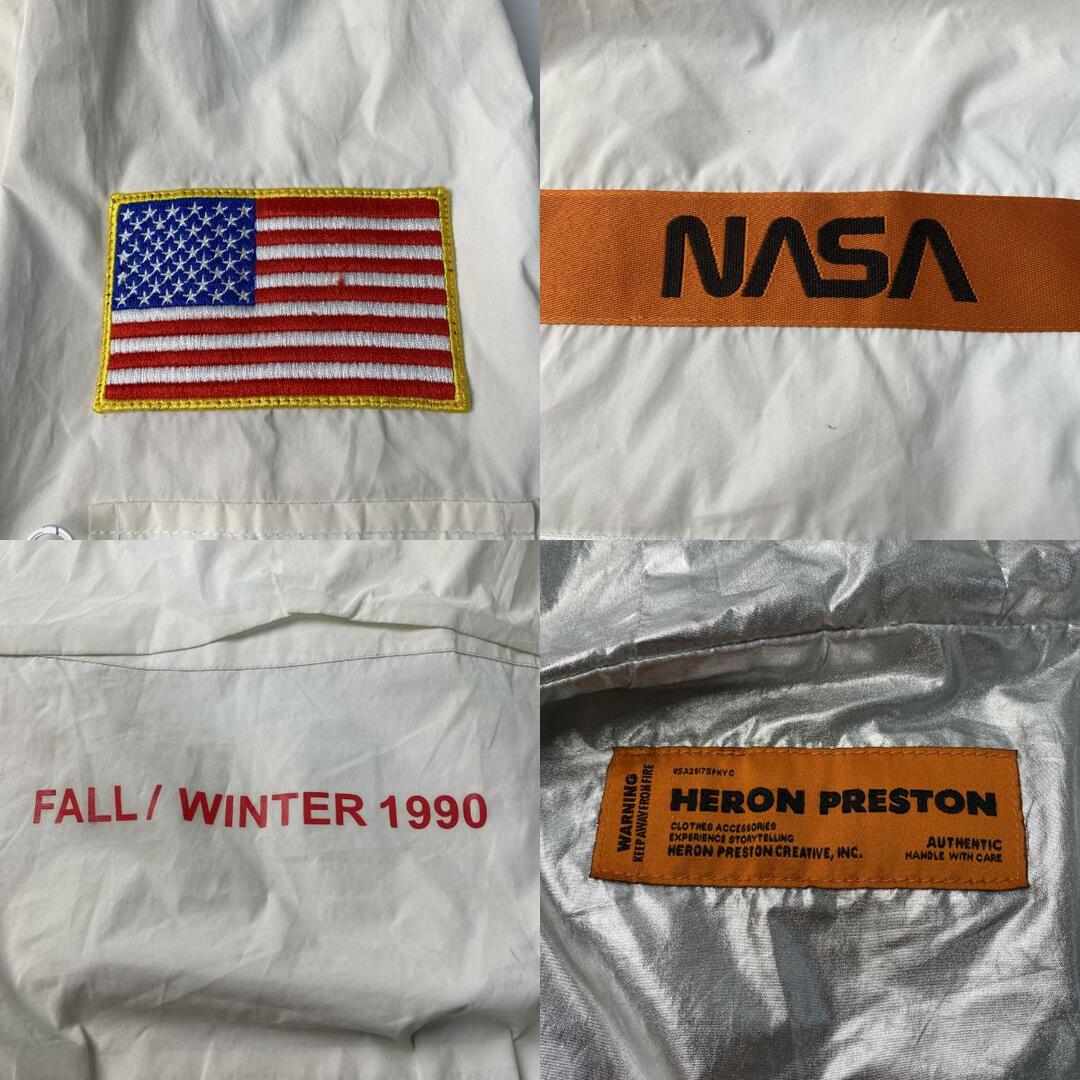 NASA
FALL / WINTER 1990
WARNING
KEEP AWAY FROM FIRE
USA2017SPNYC
HERON PRESTON
CLOTHES ACCESSORIES
EXPERIENCE STORYTELLING
HERON PRESTON CREATIVE, INC.
AUTHENTIC
HANDLE WITH CARE